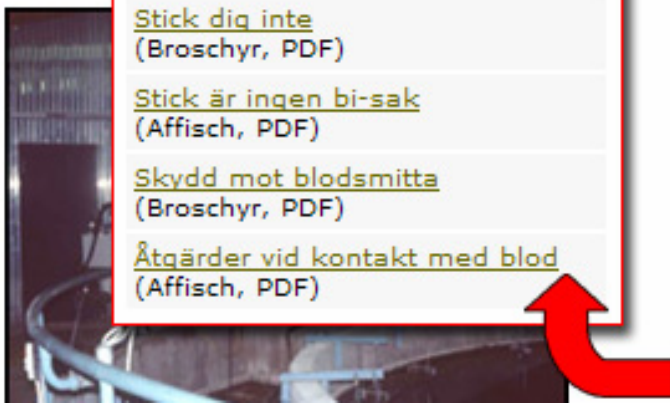 Stick dig inte
(Broschyr, PDF)
Stick är ingen bi-sak
(Affisch, PDF)
Skydd mot blodsmitta
(Broschyr, PDF)
Åtgärder vid kontakt med blod
(Affisch, PDF)